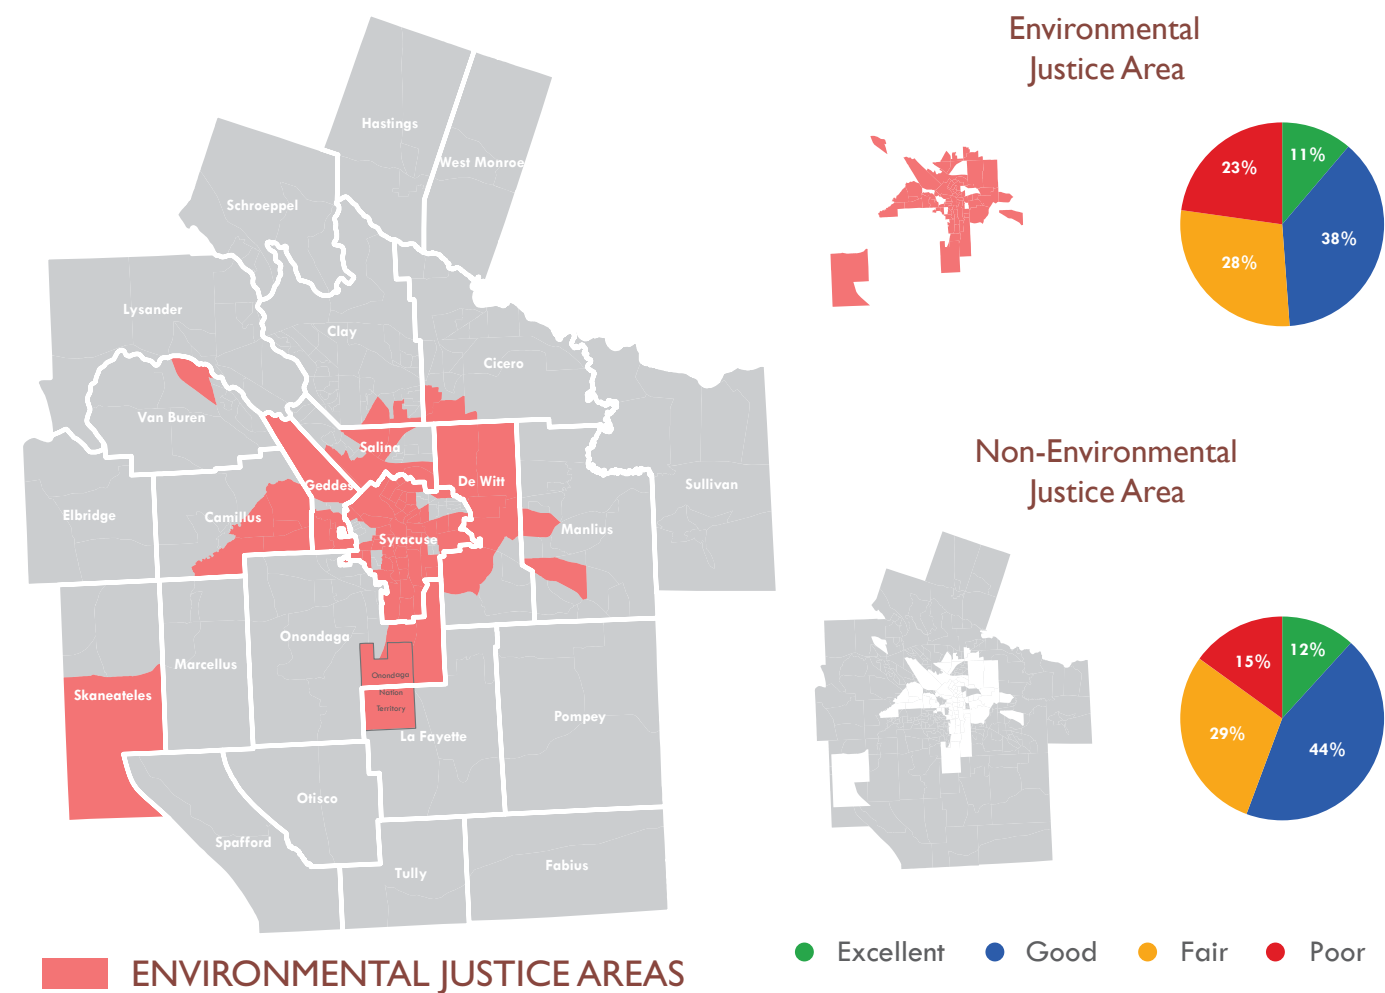 Hastings
West Monroe
Schroeppel
Lysander
Clay
Cicero
Van Buren
Salina
Geddes
De Witt
Sullivan
Elbridge
Camillus
Manlius
Syracuse
Onondaga
Marcellus
Skaneateles
Onondaga
Nation
Territory
La Fayette
Pompey
Otisco
Spafford
Tully
Fabius
ENVIRONMENTAL JUSTICE AREAS
Environmental
Justice Area
11%
23%
38%
28%
Non-Environmental
Justice Area
12%
15%
29%
44%
Excellent
Good
Fair
Poor